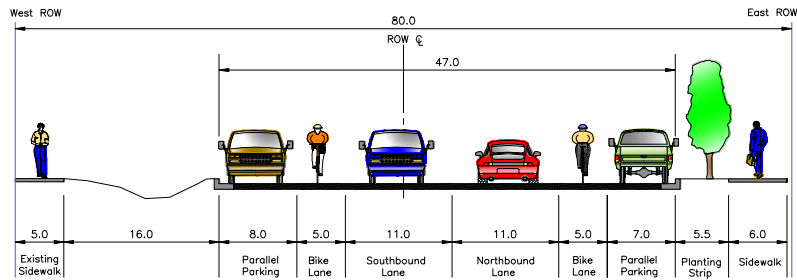 West ROW
East ROW
80.0
ROW ℄
47.0
5.0 16.0 8.0 5.0 11.0 11.0 5.0 7.0 5.5 6.0
Existing Sidewalk
Parallel Parking
Bike Lane
Southbound Lane
Northbound Lane
Bike Lane
Parallel Parking
Planting Strip
Sidewalk